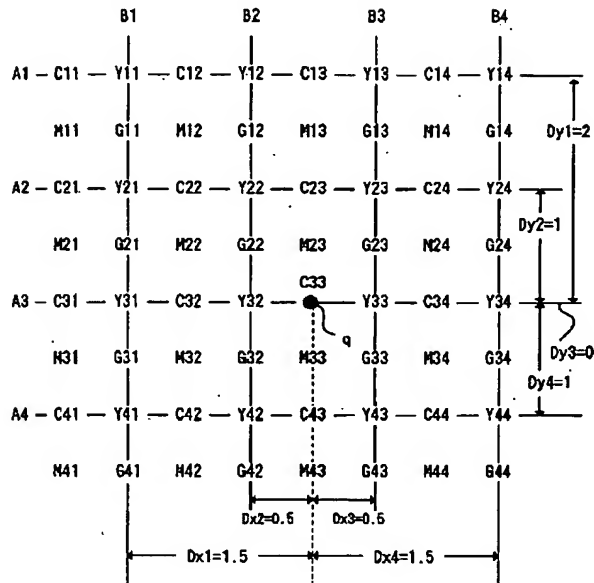 B1 B2 B3 B4
A1 C11 Y11 C12 Y12 C13 Y13 C14 Y14
M11 G11 M12 G12 M13 G13 M14 G14
Dy1=2
A2 C21 Y21 C22 Y22 C23 Y23 C24 Y24
Dy2=1
M21 G21 M22 G22 M23 G23 M24 G24
C33
A3 C31 Y31 C32 Y32 Y33 C34 Y34
q
Dy3=0
M31 G31 M32 G32 M33 G33 M34 G34
Dy4=1
A4 C41 Y41 C42 Y42 C43 Y43 C44 Y44
M41 G41 M42 G42 M43 G43 M44 G44
Dx2=0.5 Dx3=0.5
Dx1=1.5 Dx4=1.5